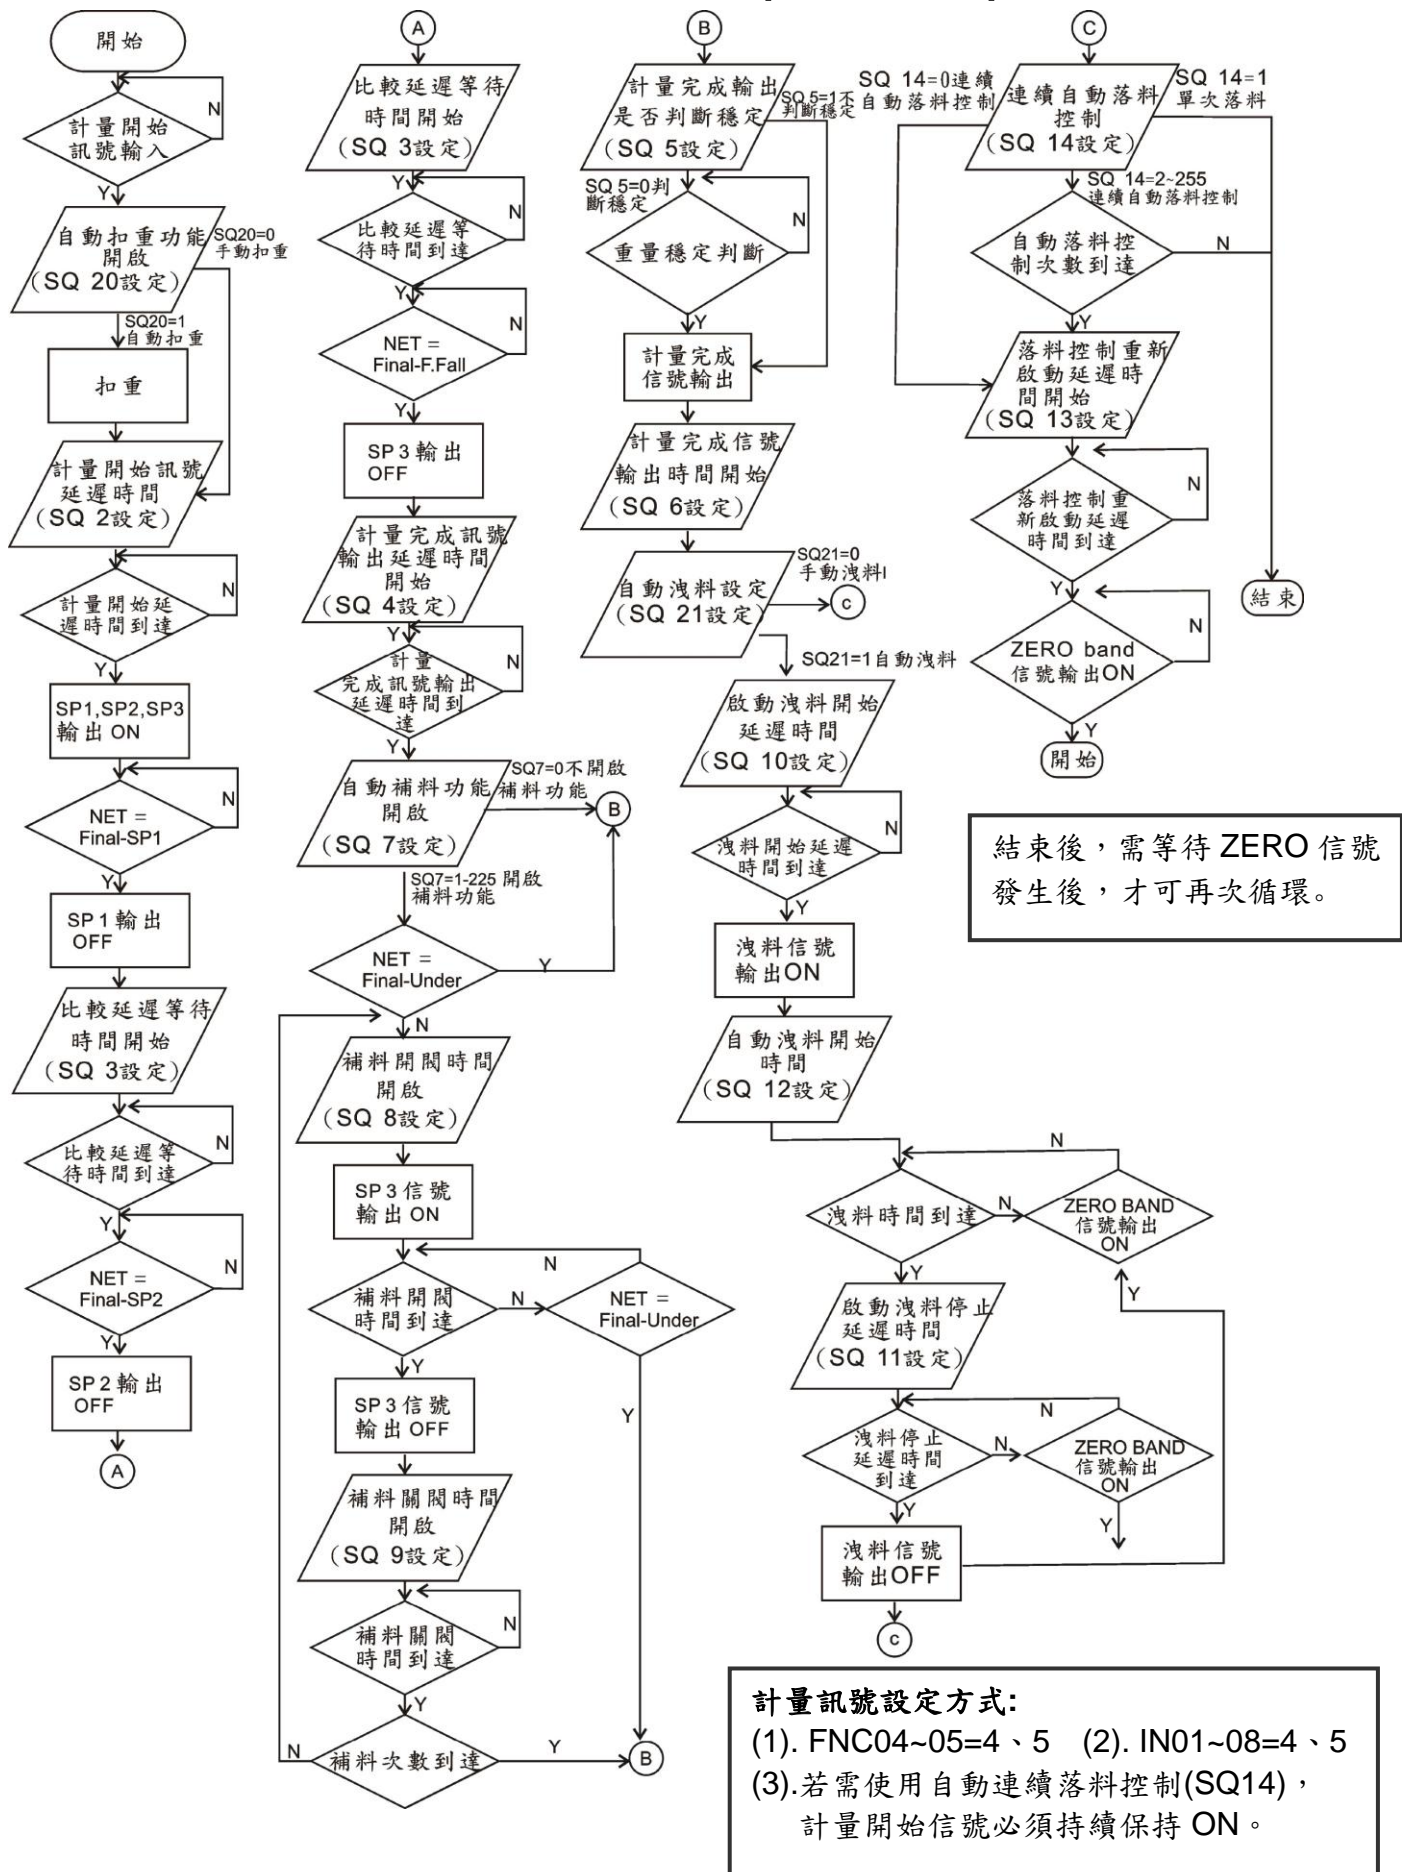 開始
計量開始
訊號輸入
N
Y
自動扣重功能
開啟
(SQ 20設定)
SQ20=0
手動扣重
SQ20=1
自動扣重
扣重
計量開始訊號
延遲時間
(SQ 2設定)
計量開始延
遲時間到達
N
Y
SP1,SP2,SP3
輸出ON
NET =
Final-SP1
N
Y
SP1輸出
OFF
比較延遲等待
時間開始
(SQ 3設定)
比較延遲等
待時間到達
N
Y
NET =
Final-SP2
N
Y
SP2輸出
OFF
A
A
比較延遲等待
時間開始
(SQ 3設定)
Y
比較延遲等
待時間到達
N
Y
NET =
Final-F.Fall
N
Y
SP3輸出
OFF
計量完成訊號
輸出延遲時間
開始
(SQ 4設定)
Y
計量
完成訊號輸出
延遲時間到
達
N
Y
自動補料功能
開啟
(SQ 7設定)
SQ7=0不開啟
補料功能
B
SQ7=1-225 開啟
補料功能
NET =
Final-Under
Y
N
補料開閥時間
開啟
(SQ 8設定)
SP3信號
輸出ON
補料開閥
時間到達
N
N
NET =
Final-Under
Y
Y
SP3信號
輸出OFF
補料關閥時間
開啟
(SQ 9設定)
補料關閥
時間到達
N
Y
補料次數到達
N
Y
B
B
計量完成輸出
是否判斷穩定
(SQ 5設定)
SQ 5=1不
判斷穩定
SQ 5=0判
斷穩定
重量穩定判斷
N
Y
計量完成
信號輸出
計量完成信號
輸出時間開始
(SQ 6設定)
自動洩料設定
(SQ 21設定)
SQ21=0
手動洩料I
c
SQ21=1自動洩料
啟動洩料開始
延遲時間
(SQ 10設定)
洩料開始延遲
時間到達
N
Y
洩料信號
輸出ON
自動洩料開始
時間
(SQ 12設定)
洩料時間到達
N
N
ZERO BAND
信號輸出
ON
Y
Y
啟動洩料停止
延遲時間
(SQ 11設定)
洩料停止
延遲時間
到達
N
N
ZERO BAND
信號輸出
ON
Y
Y
洩料信號
輸出OFF
c
C
SQ 14=0連續
自動落料控制
連續自動落料
控制
(SQ 14設定)
SQ 14=1
單次落料
SQ 14=2~255
連續自動落料控制
自動落料控
制次數到達
N
Y
落料控制重新
啟動延遲時
間開始
(SQ 13設定)
落料控制重
新啟動延遲
時間到達
N
Y
ZERO band
信號輸出ON
N
Y
開始
結束
結束後，需等待 ZERO 信號
發生後，才可再次循環。
計量訊號設定方式:
(1). FNC04~05=4、5 (2). IN01~08=4、5
(3).若需使用自動連續落料控制(SQ14)，
計量開始信號必須持續保持 ON。